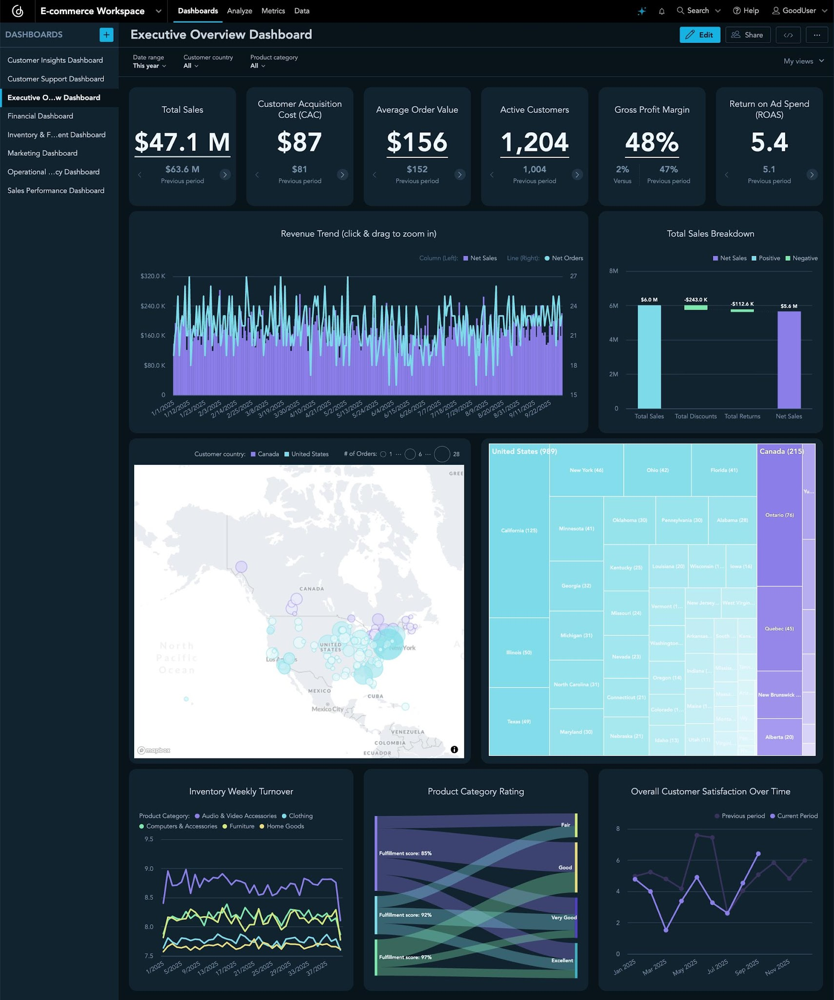 E-commerce Workspace
Dashboards
Analyze
Metrics
Data
Search
Help
GoodUser
DASHBOARDS
+
Customer Insights Dashboard
Customer Support Dashboard
Executive O...w Dashboard
Financial Dashboard
Inventory & F...ent Dashboard
Marketing Dashboard
Operational ...cy Dashboard
Sales Performance Dashboard
Executive Overview Dashboard
Edit
Share
</>
...
Date range
This year
Customer country
All
Product category
All
My views
Total Sales
$47.1 M
$63.6 M
Previous period
Customer Acquisition
Cost (CAC)
$87
$81
Previous period
Average Order Value
$156
$152
Previous period
Active Customers
1,204
1,004
Previous period
Gross Profit Margin
48%
2%
Versus
47%
Previous period
Return on Ad Spend
(ROAS)
5.4
5.1
Previous period
Revenue Trend (click & drag to zoom in)
Column (Left): Net Sales Line (Right): Net Orders
$320.0 K
$240.0 K
$160.0 K
$80.0 K
0
27
24
21
18
15
1/1/2025
1/12/2025
1/23/2025
2/3/2025
2/14/2025
2/25/2025
3/8/2025
3/19/2025
3/30/2025
4/10/2025
4/21/2025
5/2/2025
5/13/2025
5/24/2025
6/4/2025
6/15/2025
6/26/2025
7/7/2025
7/18/2025
7/29/2025
8/9/2025
8/20/2025
8/31/2025
9/11/2025
9/22/2025
Total Sales Breakdown
Net Sales Positive Negative
8M
6M
4M
2M
0
$6.0 M
-$243.0 K
-$112.6 K
$5.6 M
Total Sales
Total Discounts
Total Returns
Net Sales
Customer country: Canada United States # of Orders: 1 ... 6 ... 28
GREE
CANADA
North
Pacific
Ocean
UNITED
STATES
New York
MEXICO
Mexico City
CUBA
VENEZUELA
COLOMBIA
ECUADOR
mapbox
United States (989)
California (125)
Illinois (50)
Texas (49)
New York (46)
Ohio (42)
Florida (41)
Minnesota (41)
Georgia (32)
Michigan (31)
North Carolina (31)
Maryland (30)
Oklahoma (30)
Pennsylvania (30)
Alabama (28)
Kentucky (25)
Missouri (24)
Nevada (23)
Connecticut (21)
Nebraska (21)
Louisiana (20)
Wisconsin (1...
Iowa (16)
Vermont (1...
New Jersey...
West Virgin...
Washington...
Oregon (14)
Colorado (1...
Idaho (13)
Arkansas...
Indiana (...
Maine (1...
Utah (11)
South ...
Kans...
Mississ...
Tenn...
Massa...
Monta...
Virgini...
Canada (215)
Ontario (76)
Quebec (45)
New Brunswick ...
Alberta (20)
Yu...
Inventory Weekly Turnover
Product Category: Audio & Video Accessories Clothing
Computers & Accessories Furniture Home Goods
9.5
9.0
8.5
8.0
7.5
1/2025
5/2025
9/2025
13/2025
17/2025
21/2025
25/2025
29/2025
33/2025
37/2025
Product Category Rating
Fulfillment score: 85%
Fulfillment score: 92%
Fulfillment score: 97%
Fair
Good
Very Good
Excellent
Overall Customer Satisfaction Over Time
Previous period Current Period
8
6
4
2
0
Jan 2025
Mar 2025
May 2025
Jul 2025
Sep 2025
Nov 2025